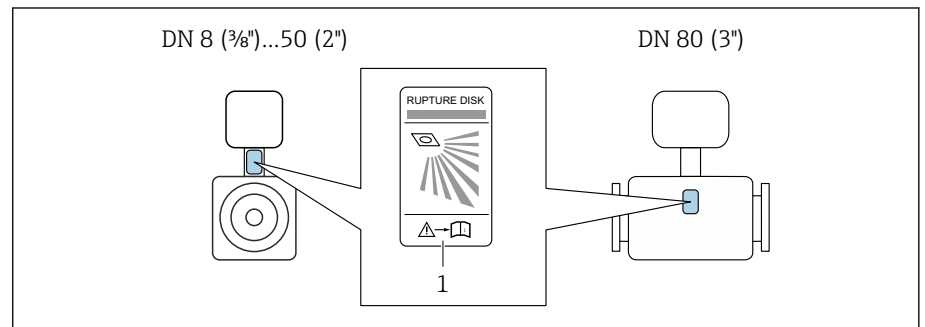 DN 8 (⅜")...50 (2")
DN 80 (3")
RUPTURE DISK
1